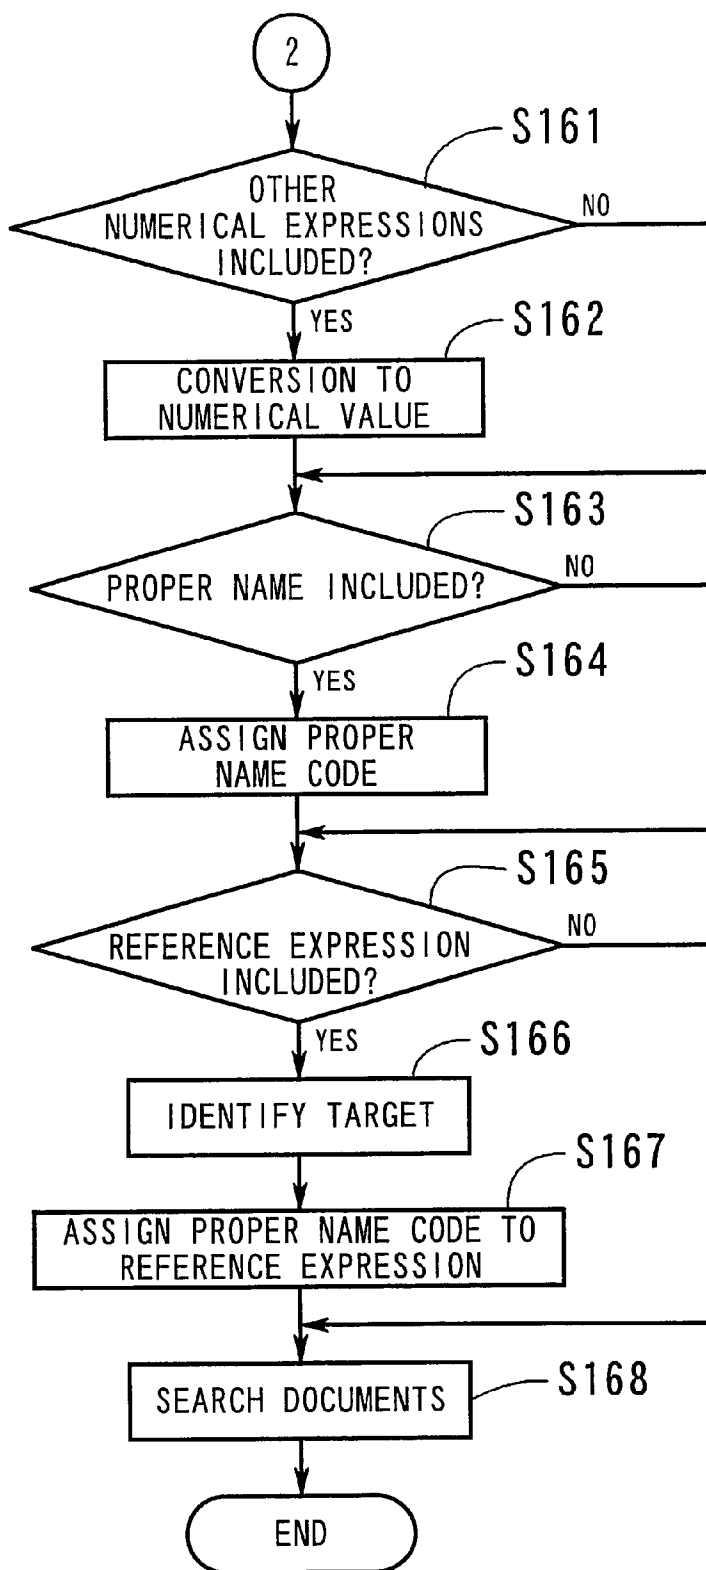 2
S161
OTHER
NUMERICAL EXPRESSIONS
INCLUDED?
NO
YES
S162
CONVERSION TO
NUMERICAL VALUE
S163
PROPER NAME INCLUDED?
NO
YES
S164
ASSIGN PROPER
NAME CODE
S165
REFERENCE EXPRESSION
INCLUDED?
NO
YES
S166
IDENTIFY TARGET
S167
ASSIGN PROPER NAME CODE TO
REFERENCE EXPRESSION
S168
SEARCH DOCUMENTS
END